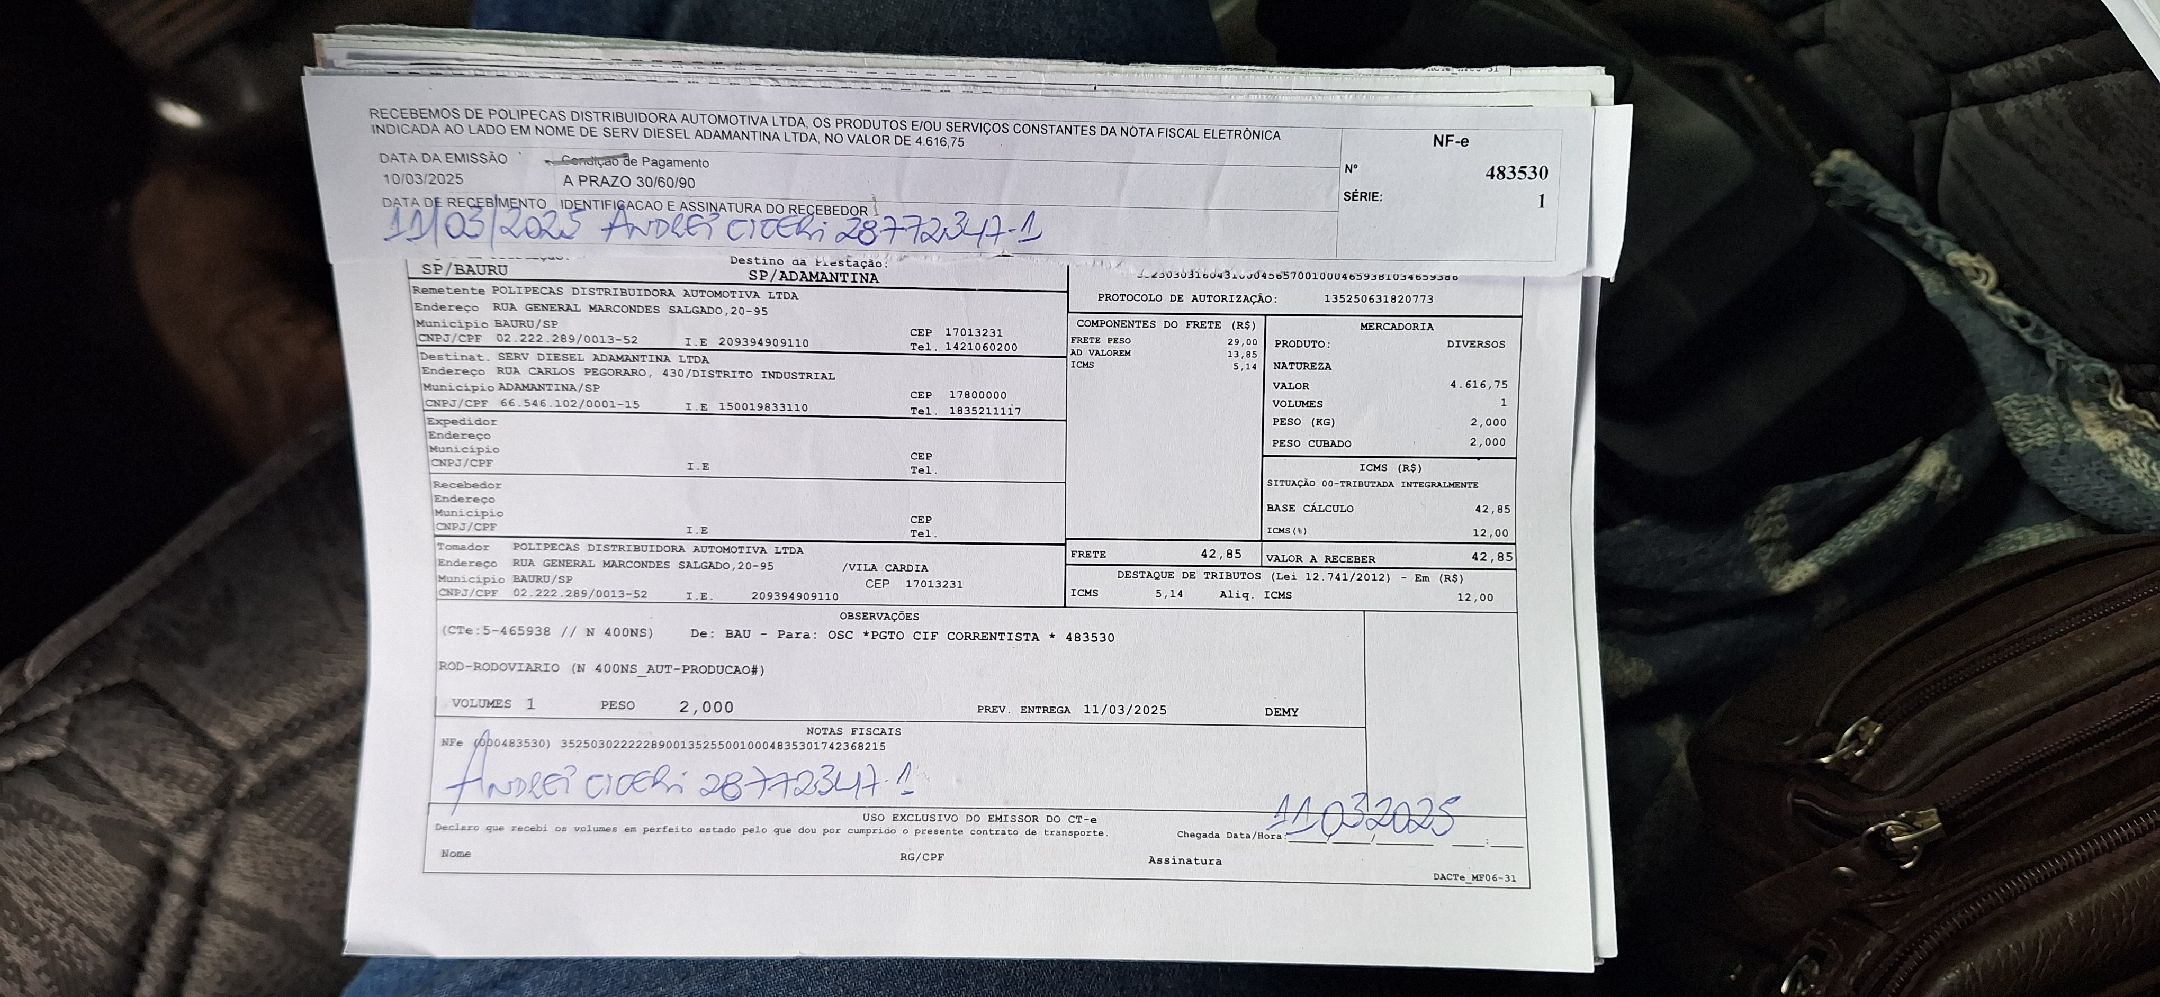 RECEBEMOS DE POLIPECAS DISTRIBUIDORA AUTOMOTIVA LTDA, OS PRODUTOS E/OU SERVIÇOS CONSTANTES DA NOTA FISCAL ELETRÔNICA
INDICADA AO LADO EM NOME DE SERV DIESEL ADAMANTINA LTDA, NO VALOR DE 4.616,75
NF-e
Nº 483530
SÉRIE: 1
DATA DA EMISSÃO Condição de Pagamento
10/03/2025 A PRAZO 30/60/90
DATA DE RECEBIMENTO IDENTIFICACAO E ASSINATURA DO RECEBEDOR
11/03/2025 ANDREI CICERI 28772347-1
Destino da Prestação:
SP/BAURU SP/ADAMANTINA
Remetente POLIPECAS DISTRIBUIDORA AUTOMOTIVA LTDA
Endereço RUA GENERAL MARCONDES SALGADO,20-95
Município BAURU/SP CEP 17013231
CNPJ/CPF 02.222.289/0013-52 I.E 209394909110 Tel. 1421060200
Destinat. SERV DIESEL ADAMANTINA LTDA
Endereço RUA CARLOS PEGORARO, 430/DISTRITO INDUSTRIAL
Município ADAMANTINA/SP CEP 17800000
CNPJ/CPF 66.546.102/0001-15 I.E 150019833110 Tel. 1835211117
Expedidor
Endereço
Município CEP
CNPJ/CPF I.E Tel.
Recebedor
Endereço
Município CEP
CNPJ/CPF I.E Tel.
Tomador POLIPECAS DISTRIBUIDORA AUTOMOTIVA LTDA
Endereço RUA GENERAL MARCONDES SALGADO,20-95 /VILA CARDIA
Município BAURU/SP CEP 17013231
CNPJ/CPF 02.222.289/0013-52 I.E. 209394909110
PROTOCOLO DE AUTORIZAÇÃO: 135250631820773
COMPONENTES DO FRETE (R$)
FRETE PESO 29,00
AD VALOREM 13,85
ICMS 5,14
MERCADORIA
PRODUTO: DIVERSOS
NATUREZA
VALOR 4.616,75
VOLUMES 1
PESO (KG) 2,000
PESO CUBADO 2,000
ICMS (R$)
SITUAÇÃO 00-TRIBUTADA INTEGRALMENTE
BASE CÁLCULO 42,85
ICMS(%) 12,00
FRETE 42,85 VALOR A RECEBER 42,85
DESTAQUE DE TRIBUTOS (Lei 12.741/2012) - Em (R$)
ICMS 5,14 Aliq. ICMS 12,00
OBSERVAÇÕES
(CTe:5-465938 // N 400NS) De: BAU - Para: OSC *PGTO CIF CORRENTISTA * 483530
ROD-RODOVIARIO (N 400NS_AUT-PRODUCAO#)
VOLUMES 1 PESO 2,000 PREV. ENTREGA 11/03/2025 DEMY
NOTAS FISCAIS
NFe (000483530) 35250302222289001352550010004835301742368215
ANDREI CICERI 28772347-1
USO EXCLUSIVO DO EMISSOR DO CT-e
Declaro que recebi os volumes em perfeito estado pelo que dou por cumprido o presente contrato de transporte. Chegada Data/Hora: 11 03 2025
Nome RG/CPF Assinatura
DACTe_MF06-31